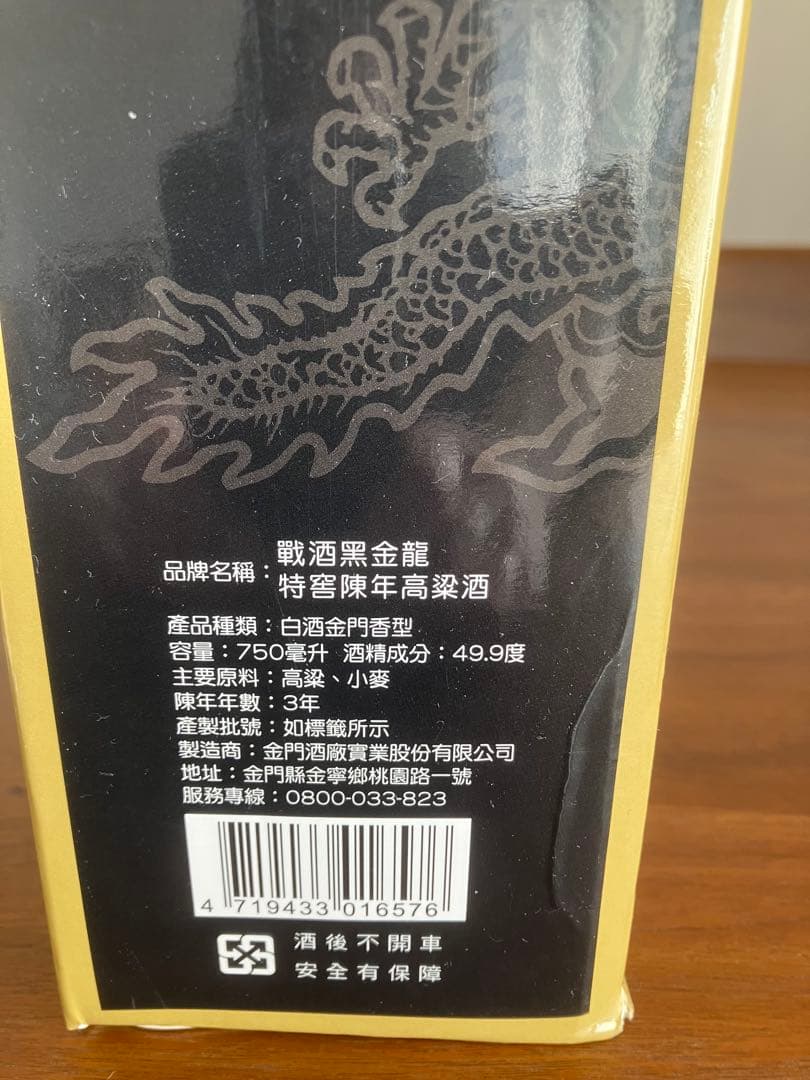 品牌名稱：戰酒黑金龍
特窖陳年高粱酒
產品種類：白酒金門香型
容量：750毫升 酒精成分：49.9度
主要原料：高粱、小麥
陳年年數：3年
產製批號：如標籤所示
製造商：金門酒廠實業股份有限公司
地址：金門縣金寧鄉桃園路一號
服務專線：0800-033-823
4 719433 016576
酒後不開車
安全有保障